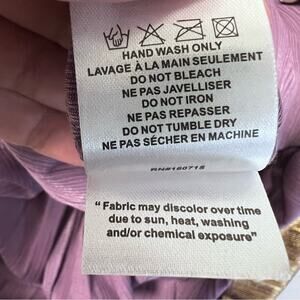 HAND WASH ONLY
LAVAGE À LA MAIN SEULEMENT
DO NOT BLEACH
NE PAS JAVELLISER
DO NOT IRON
NE PAS REPASSER
DO NOT TUMBLE DRY
NE PAS SÉCHER EN MACHINE
RN#160715
“Fabric may discolor over time
due to sun, heat, washing
and/or chemical exposure”